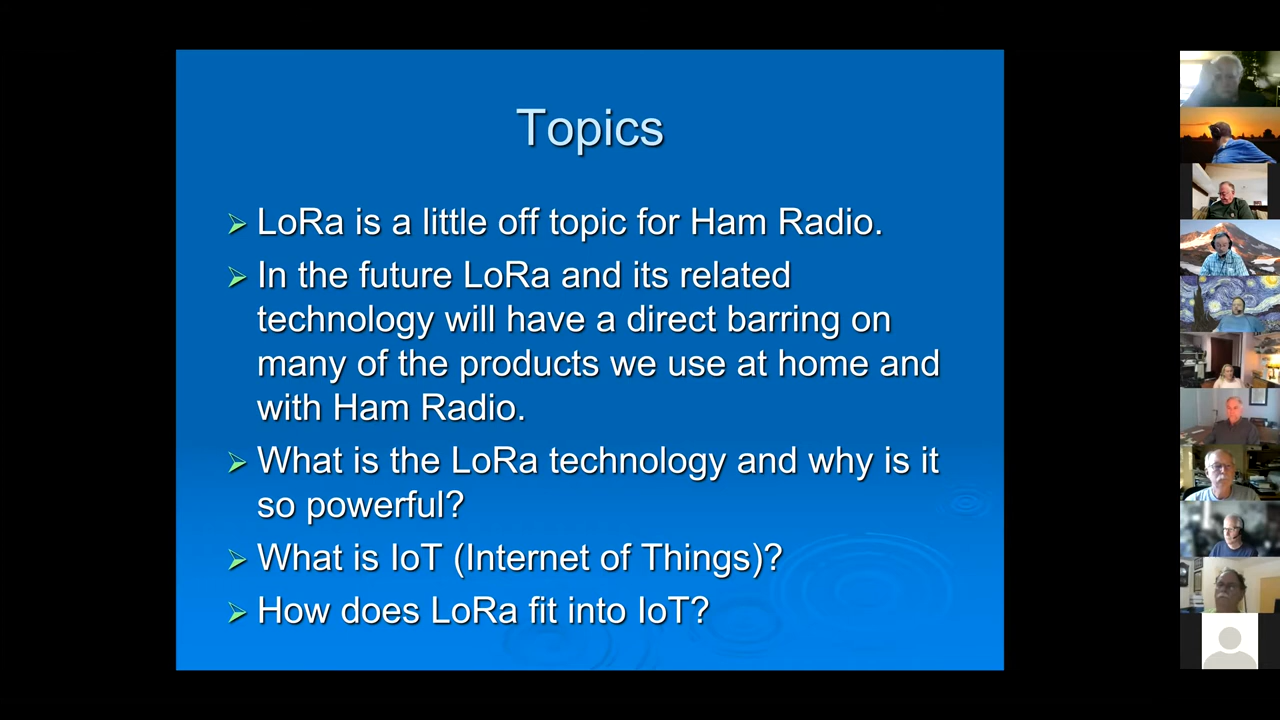 Topics
LoRa is a little off topic for Ham Radio.
In the future LoRa and its related
technology will have a direct barring on
many of the products we use at home and
with Ham Radio.
What is the LoRa technology and why is it
so powerful?
What is IoT (Internet of Things)?
How does LoRa fit into IoT?